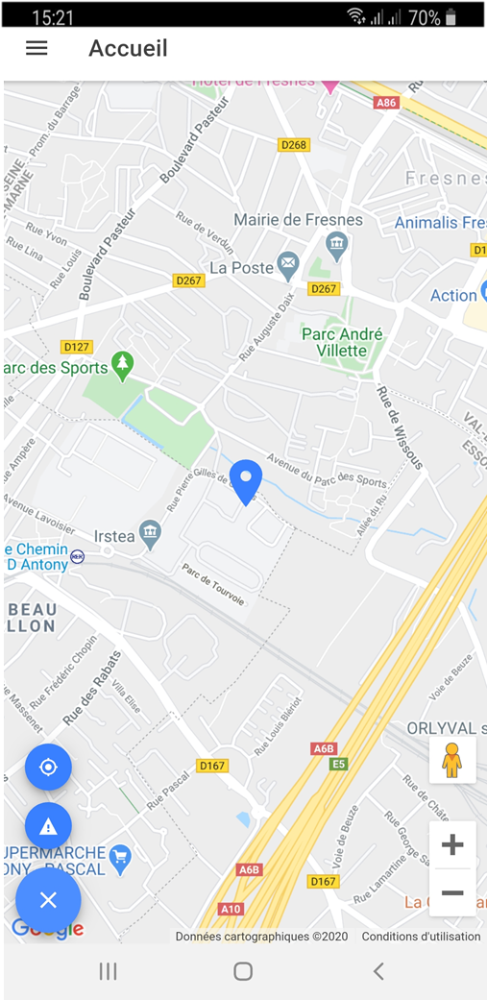 15:21
70%
Accueil
Hôtel de Fresnes
A86
Prom. du Barrage
Boulevard Pasteur
D268
SEINE
-MARNE
Fresnes
Mairie de Fresnes
Animalis Fres
Rue Yvon
Rue Lina
Rue Louis
Boulevard Pasteur
Rue de Verdun
La Poste
D1
D267
D267
Action
Rue Auguste Daix
Parc André
Villette
D127
arc des Sports
Rue de Wissous
VAL-
ESSO
ue Ampère
Rue Pierre Gilles de
Avenue du Parc des Sports
Avenue Lavoisier
Allée du Ru
Irstea
e Chemin
D Antony
RER
Parc de Tourvoie
BEAU
LLON
Rue Frédéric Chopin
Rue des Rabats
Villa Elise
ue Massenet
Voie de Beuze
Rue Louis Blériot
ORLYVAL s
A6B
E5
D167
Rue Pascal
Rue de Châte
Voie de Beuze
Rue George Sa
UPERMARCHE
ONY - PASCAL
A6B
D167
Rue Lamartine
A10
La C
Google
Données cartographiques ©2020
Conditions d'utilisation